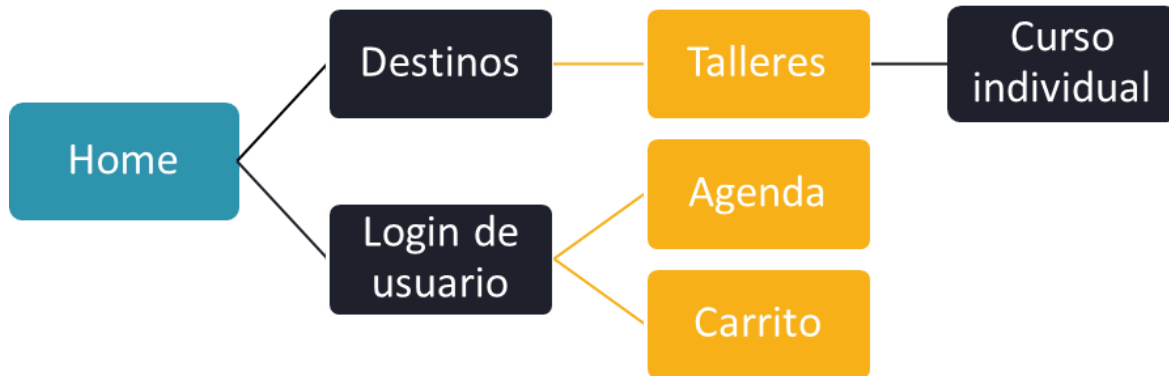 Home
Destinos
Talleres
Curso
individual
Login de
usuario
Agenda
Carrito